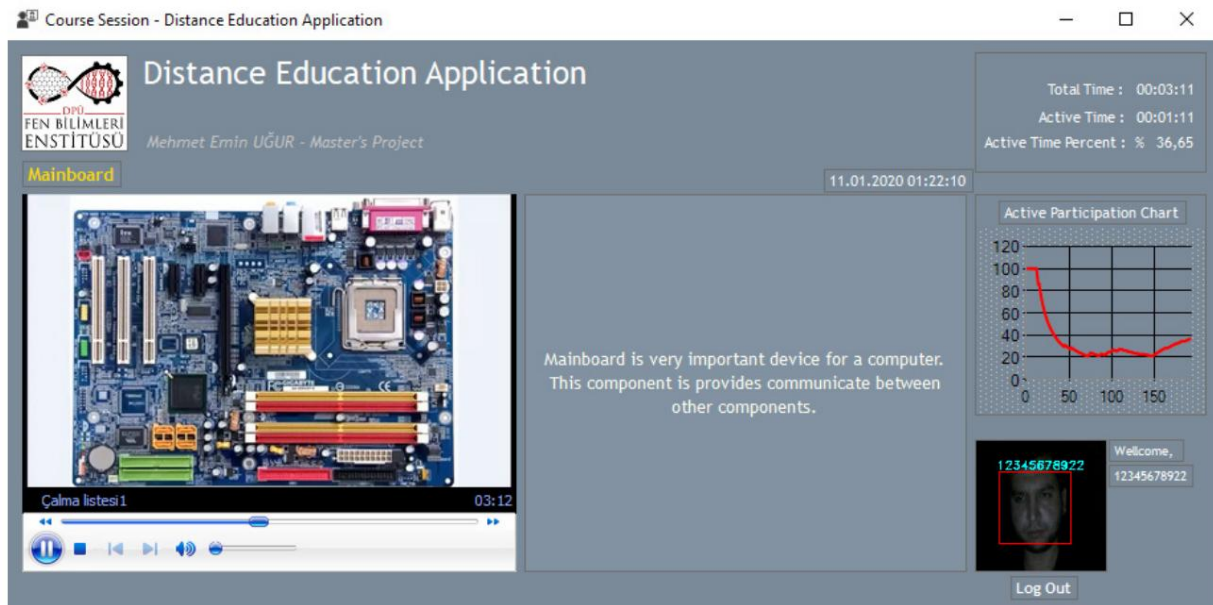 Course Session - Distance Education Application
DPÜ
FEN BİLİMLERİ
ENSTİTÜSÜ
Distance Education Application
Mehmet Emin UĞUR - Master's Project
Total Time : 00:03:11
Active Time : 00:01:11
Active Time Percent : % 36,65
Mainboard
11.01.2020 01:22:10
GIGABYTE
Çalma listesi1 03:12
Mainboard is very important device for a computer.
This component is provides communicate between
other components.
Active Participation Chart
120
100
80
60
40
20
0
0 50 100 150
12345678922
Wellcome,
12345678922
Log Out